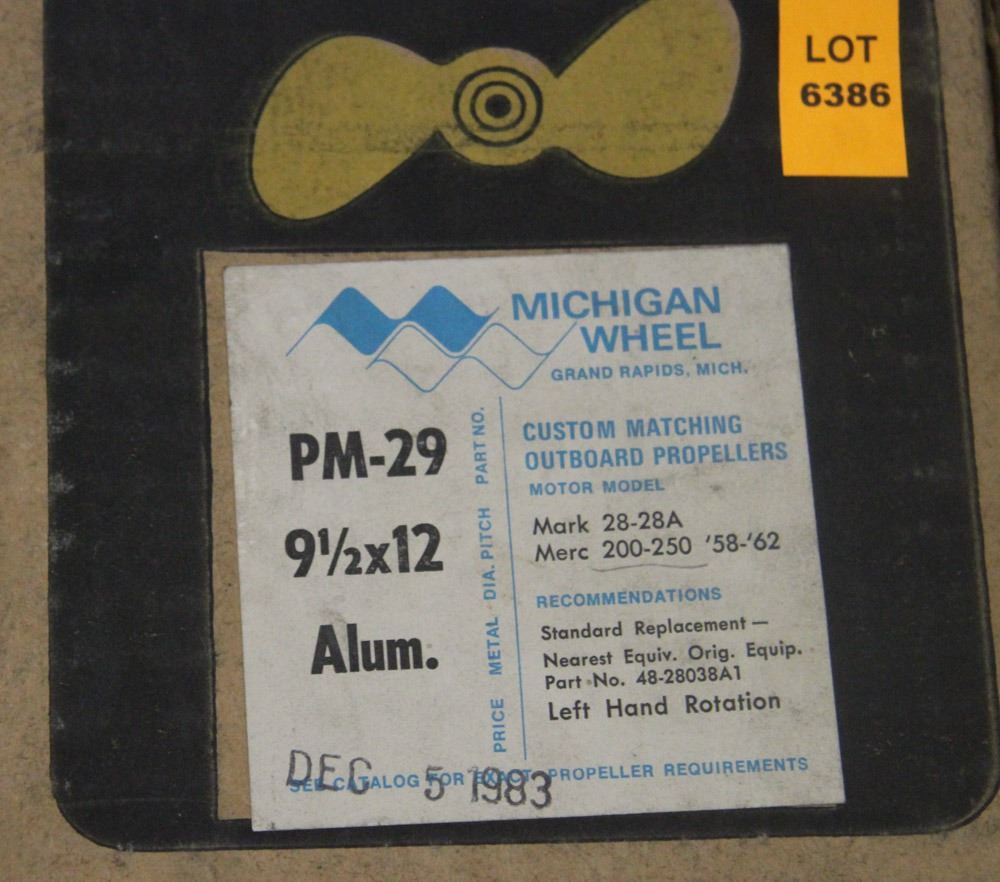 LOT
6386
MICHIGAN
WHEEL
GRAND RAPIDS, MICH.
PM-29
9½x12
Alum.
PRICE METAL DIA. PITCH PART NO.
CUSTOM MATCHING
OUTBOARD PROPELLERS
MOTOR MODEL
Mark 28-28A
Merc 200-250 '58-'62
RECOMMENDATIONS
Standard Replacement—
Nearest Equiv. Orig. Equip.
Part No. 48-28038A1
Left Hand Rotation
SEE CATALOG FOR EXACT PROPELLER REQUIREMENTS
DEC 5 1983